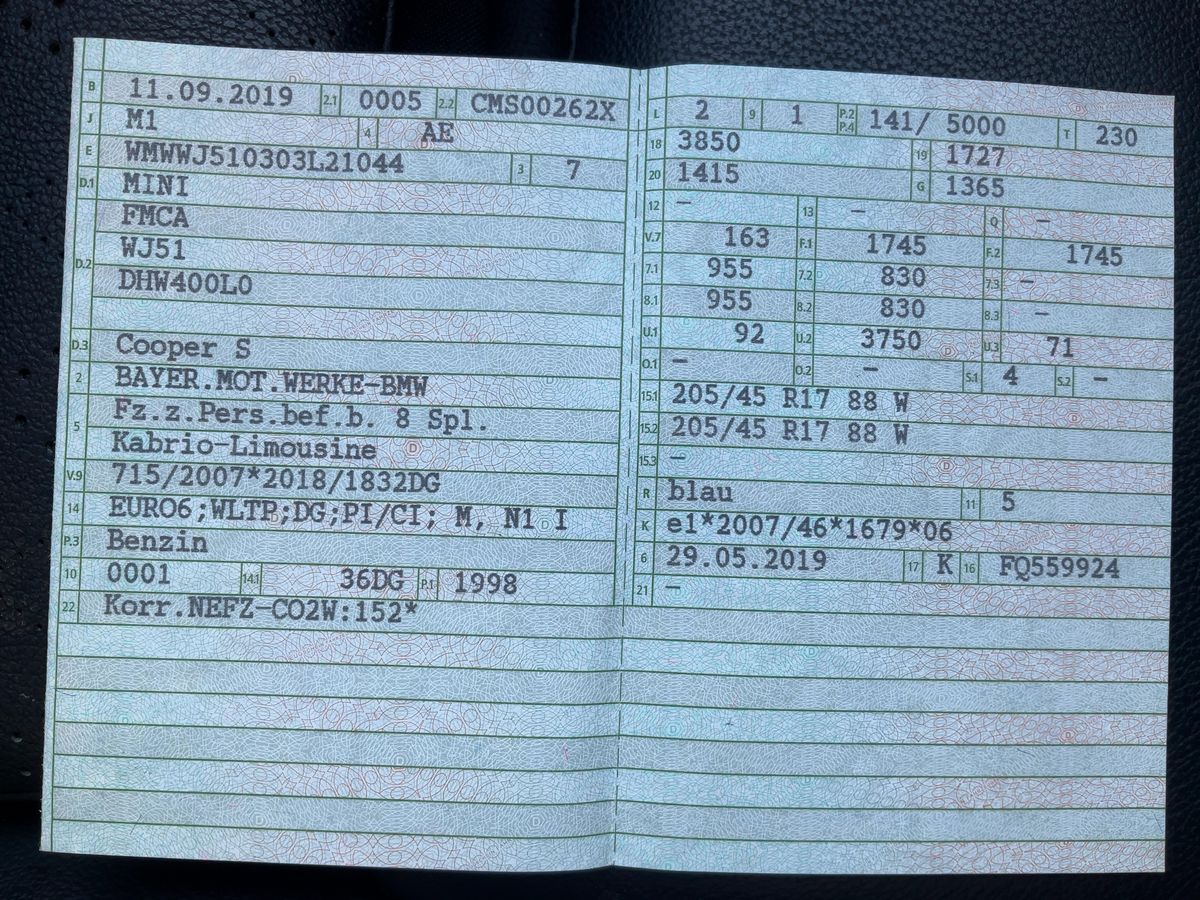 B 11.09.2019 2.1 0005 2.2 CMS00262X
J M1 4 AE
E WMWWJ510303L21044 3 7
D.1 MINI
D.2 FMCA
WJ51
DHW400L0
D.3 Cooper S
2 BAYER.MOT.WERKE-BMW
5 Fz.z.Pers.bef.b. 8 Spl.
Kabrio-Limousine
V.9 715/2007*2018/1832DG
14 EURO6;WLTP;DG;PI/CI; M, N1 I
P.3 Benzin
10 0001 14.1 36DG P.1 1998
22 Korr.NEFZ-CO2W:152*
L 2 9 1 P.2 P.4 141/ 5000 T 230
18 3850 19 1727
20 1415 G 1365
12 – 13 – Q –
V.7 163 F.1 1745 F.2 1745
7.1 955 7.2 830 7.3 –
8.1 955 8.2 830 8.3 –
U.1 92 U.2 3750 U.3 71
O.1 – O.2 – S.1 4 S.2 –
15.1 205/45 R17 88 W
15.2 205/45 R17 88 W
15.3 –
R blau 11 5
K e1*2007/46*1679*06
6 29.05.2019 17 K 16 FQ559924
21 –